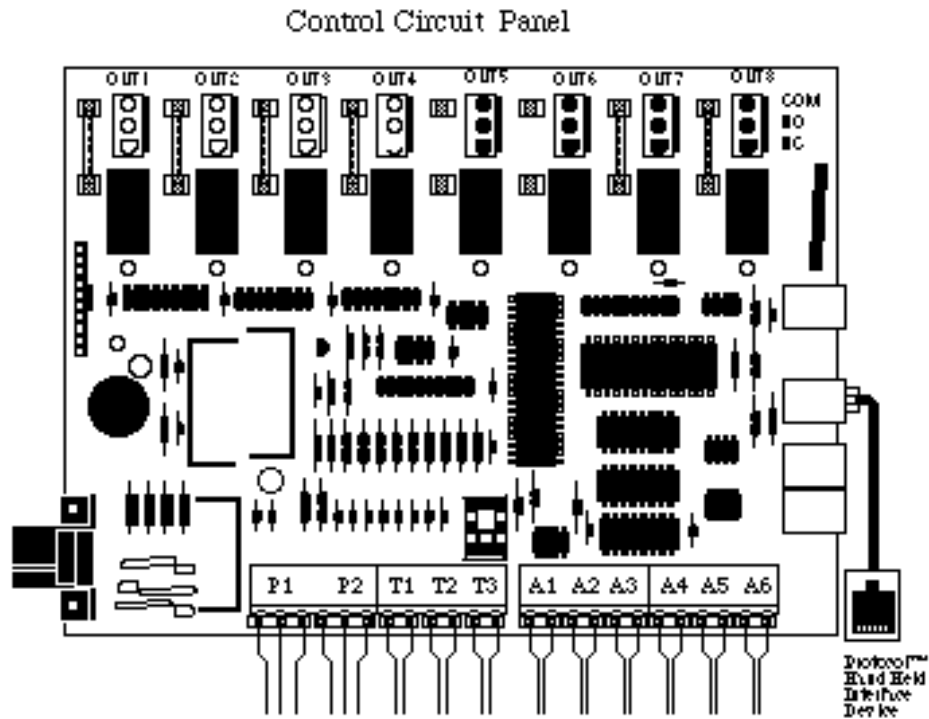 Control Circuit Panel
OUT1 OUT2 OUT3 OUT4 OUT5 OUT6 OUT7 OUT8
COM
NO
NC
P1 P2 T1 T2 T3 A1 A2 A3 A4 A5 A6
Protocol™
Hand Held
Interface
Device